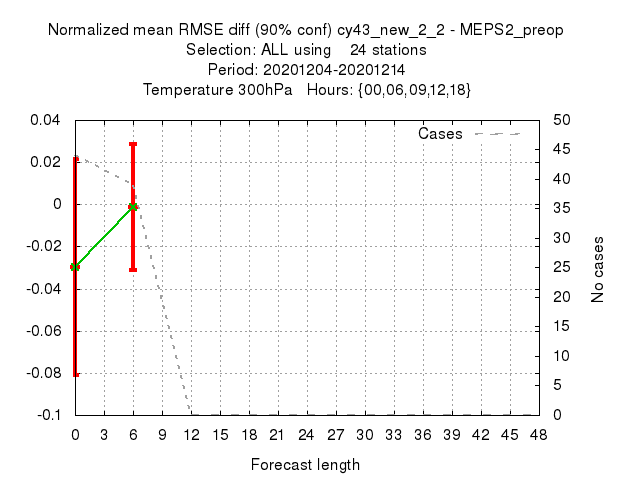 Normalized mean RMSE diff (90% conf) cy43_new_2_2 - MEPS2_preop
Selection: ALL using 24 stations
Period: 20201204-20201214
Temperature 300hPa Hours: {00,06,09,12,18}
Cases
0.04
0.02
0
-0.02
-0.04
-0.06
-0.08
-0.1
50
45
40
35
30
25
20
15
10
5
0
No cases
0 3 6 9 12 15 18 21 24 27 30 33 36 39 42 45 48
Forecast length